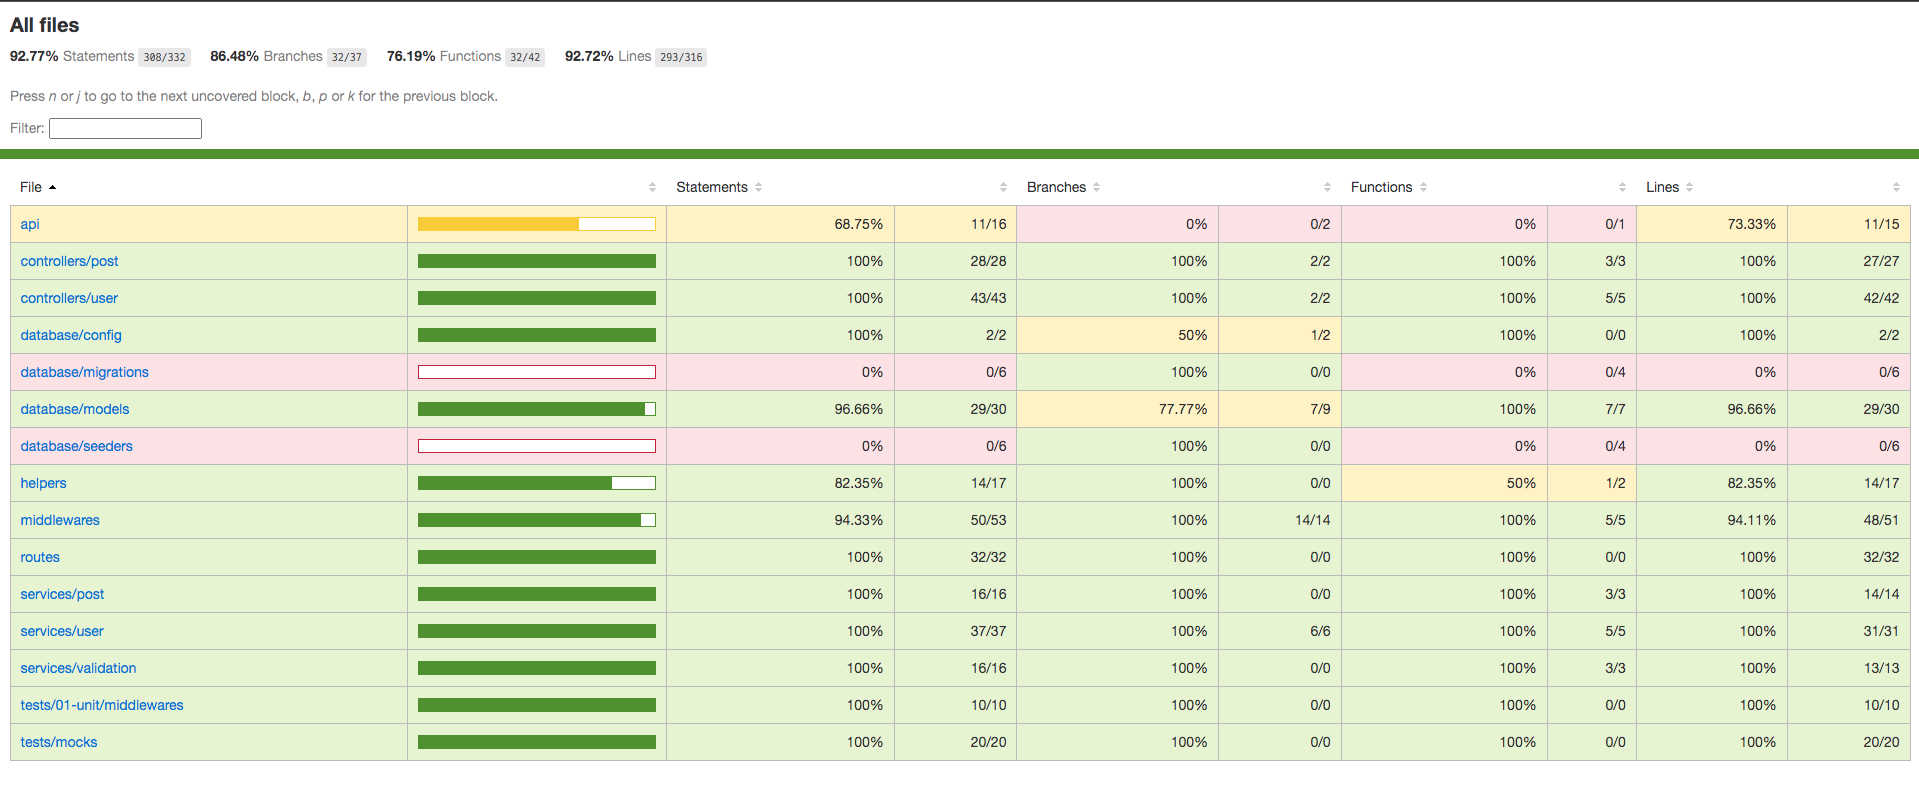 All files
92.77% Statements 308/332 86.48% Branches 32/37 76.19% Functions 32/42 92.72% Lines 293/316
Press n or j to go to the next uncovered block, b, p or k for the previous block.
Filter:
File Statements Branches Functions Lines
api 68.75% 11/16 0% 0/2 0% 0/1 73.33% 11/15
controllers/post 100% 28/28 100% 2/2 100% 3/3 100% 27/27
controllers/user 100% 43/43 100% 2/2 100% 5/5 100% 42/42
database/config 100% 2/2 50% 1/2 100% 0/0 100% 2/2
database/migrations 0% 0/6 100% 0/0 0% 0/4 0% 0/6
database/models 96.66% 29/30 77.77% 7/9 100% 7/7 96.66% 29/30
database/seeders 0% 0/6 100% 0/0 0% 0/4 0% 0/6
helpers 82.35% 14/17 100% 0/0 50% 1/2 82.35% 14/17
middlewares 94.33% 50/53 100% 14/14 100% 5/5 94.11% 48/51
routes 100% 32/32 100% 0/0 100% 0/0 100% 32/32
services/post 100% 16/16 100% 0/0 100% 3/3 100% 14/14
services/user 100% 37/37 100% 6/6 100% 5/5 100% 31/31
services/validation 100% 16/16 100% 0/0 100% 3/3 100% 13/13
tests/01-unit/middlewares 100% 10/10 100% 0/0 100% 0/0 100% 10/10
tests/mocks 100% 20/20 100% 0/0 100% 0/0 100% 20/20